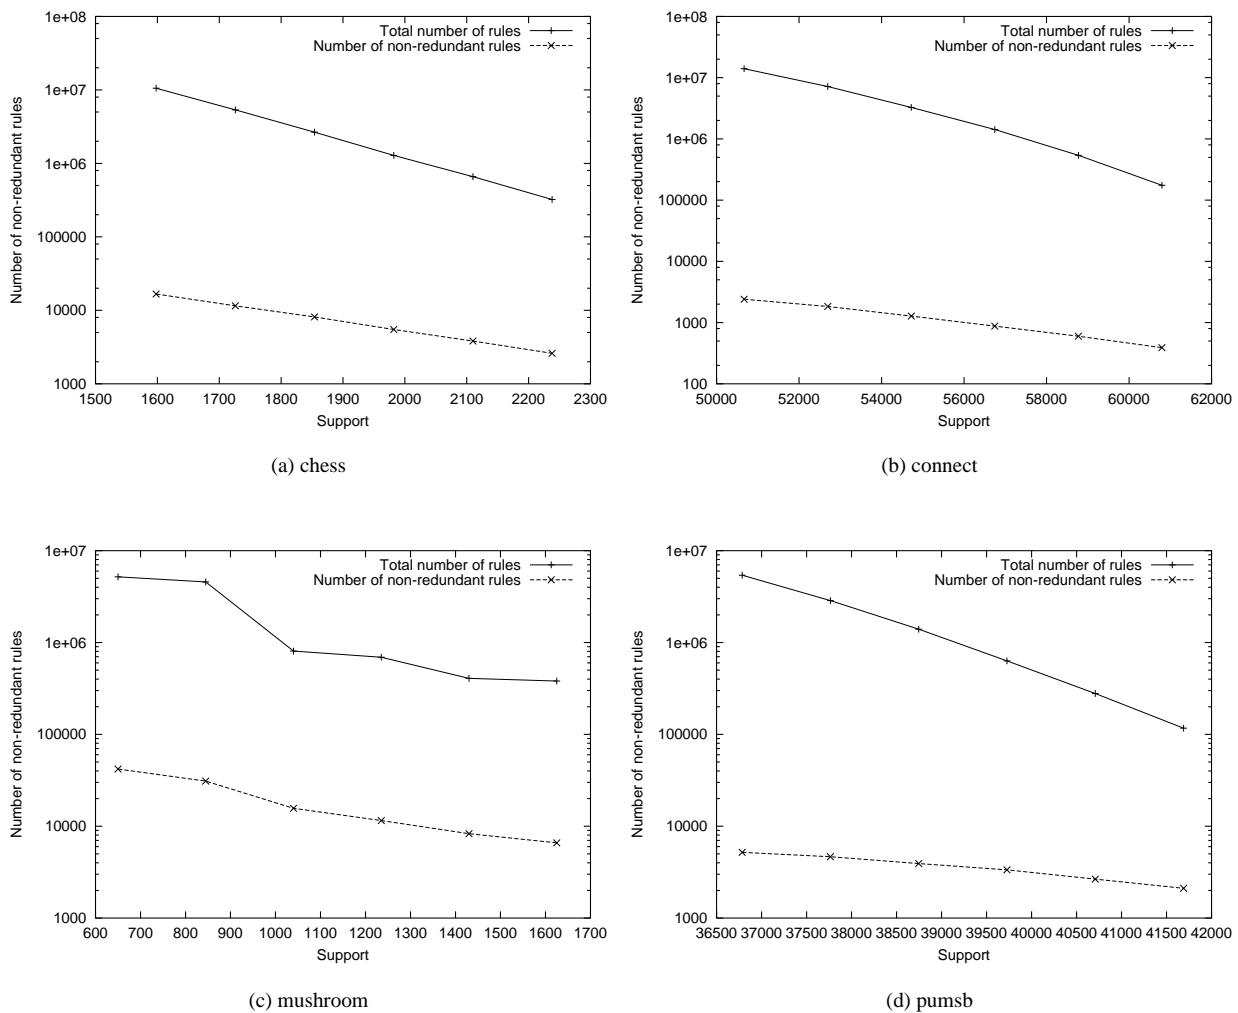 1e+08
1e+07
1e+06
100000
10000
1000
1500 1600 1700 1800 1900 2000 2100 2200 2300
Number of non-redundant rules
Support
Total number of rules
Number of non-redundant rules
(a) chess
1e+08
1e+07
1e+06
100000
10000
1000
100
50000 52000 54000 56000 58000 60000 62000
Number of non-redundant rules
Support
Total number of rules
Number of non-redundant rules
(b) connect
1e+07
1e+06
100000
10000
1000
600 700 800 900 1000 1100 1200 1300 1400 1500 1600 1700
Number of non-redundant rules
Support
Total number of rules
Number of non-redundant rules
(c) mushroom
1e+07
1e+06
100000
10000
1000
36500 37000 37500 38000 38500 39000 39500 40000 40500 41000 41500 42000
Number of non-redundant rules
Support
Total number of rules
Number of non-redundant rules
(d) pumsb